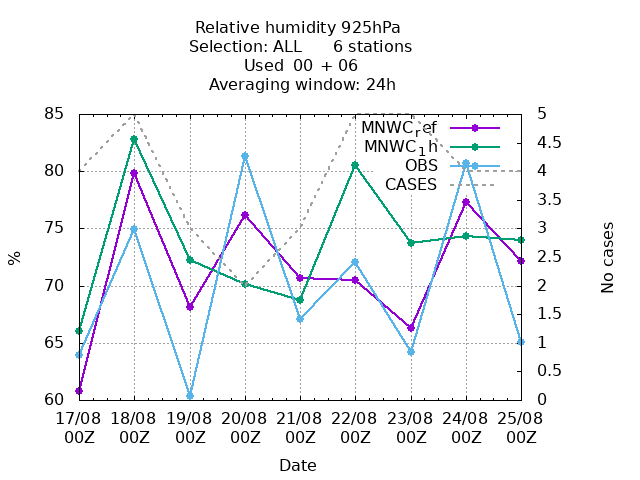 Relative humidity 925hPa
Selection: ALL 6 stations
Used 00 + 06
Averaging window: 24h
85 5
MNWCref
4.5
MNWC1h
80 OBS 4
CASES
3.5
75 3
% No cases
2.5
70 2
1.5
65 1
0.5
60 0
17/08 18/08 19/08 20/08 21/08 22/08 23/08 24/08 25/08
00Z 00Z 00Z 00Z 00Z 00Z 00Z 00Z 00Z
Date